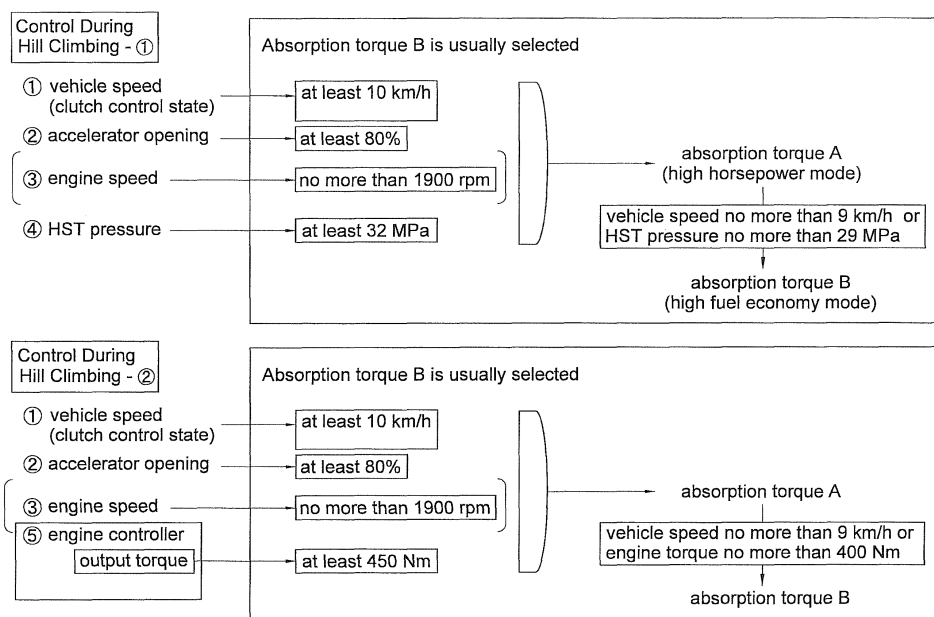 Control During
Hill Climbing - ①
Absorption torque B is usually selected
① vehicle speed
(clutch control state)
at least 10 km/h
② accelerator opening
at least 80%
③ engine speed
no more than 1900 rpm
④ HST pressure
at least 32 MPa
absorption torque A
(high horsepower mode)
vehicle speed no more than 9 km/h or
HST pressure no more than 29 MPa
absorption torque B
(high fuel economy mode)
Control During
Hill Climbing - ②
Absorption torque B is usually selected
① vehicle speed
(clutch control state)
at least 10 km/h
② accelerator opening
at least 80%
③ engine speed
no more than 1900 rpm
⑤ engine controller
output torque
at least 450 Nm
absorption torque A
vehicle speed no more than 9 km/h or
engine torque no more than 400 Nm
absorption torque B